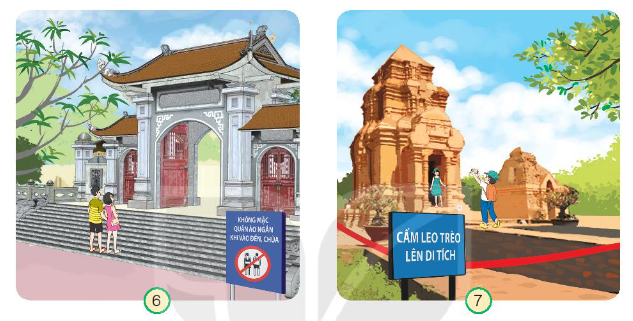 KHÔNG MẶC
QUẦN ÁO NGẮN
KHI VÀO ĐỀN, CHÙA
6
CẤM LEO TRÈO
LÊN DI TÍCH
7